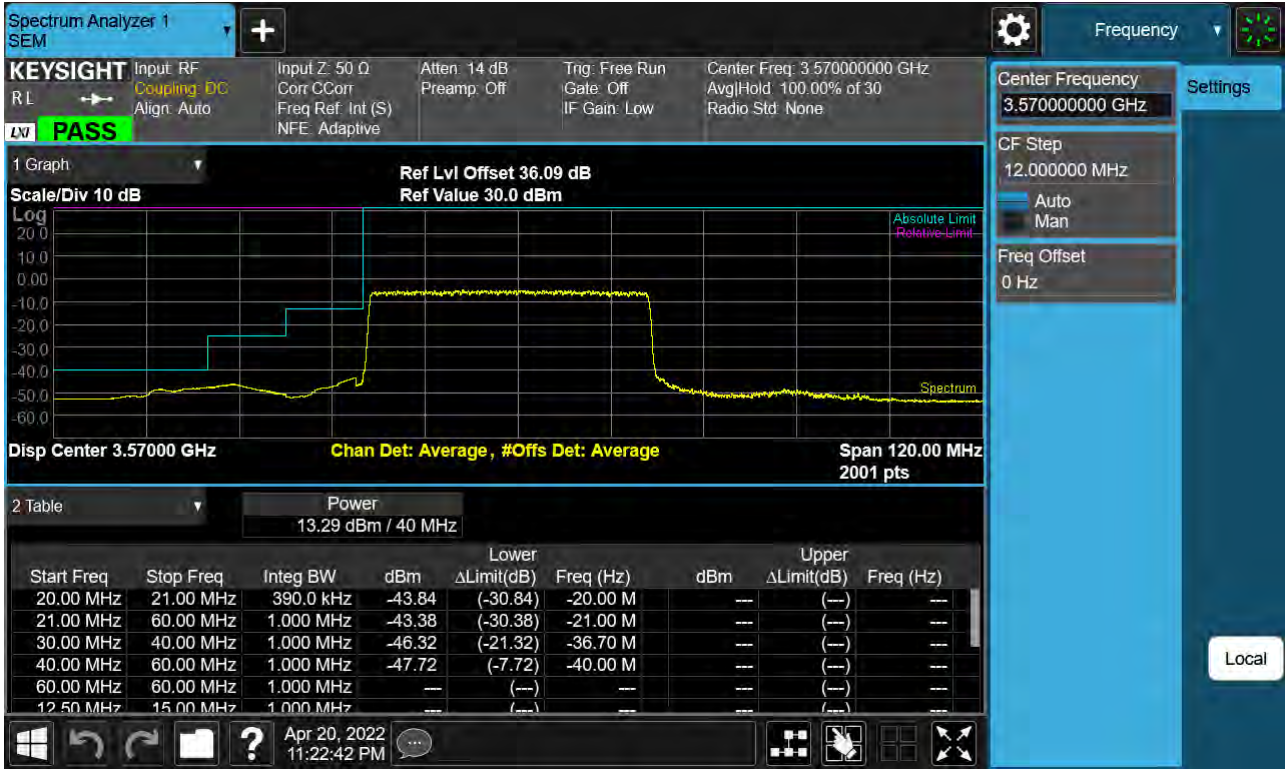 Spectrum Analyzer 1
SEM
+
Frequency
KEYSIGHT
R L
LXI
PASS
Input: RF
Coupling: DC
Align: Auto
Input Z: 50 Ω
Corr CCorr
Freq Ref: Int (S)
NFE: Adaptive
Atten: 14 dB
Preamp: Off
Trig: Free Run
Gate: Off
IF Gain: Low
Center Freq: 3.570000000 GHz
Avg|Hold: 100.00% of 30
Radio Std: None
Center Frequency
3.570000000 GHz
Settings
CF Step
12.000000 MHz
Auto
Man
Freq Offset
0 Hz
Local
1 Graph
Scale/Div 10 dB
Ref Lvl Offset 36.09 dB
Ref Value 30.0 dBm
Log
Absolute Limit
Relative Limit
20.0
10.0
0.00
-10.0
-20.0
-30.0
-40.0
-50.0
-60.0
Spectrum
Disp Center 3.57000 GHz
Chan Det: Average, #Offs Det: Average
Span 120.00 MHz
2001 pts
2 Table
Power
13.29 dBm / 40 MHz
Lower Upper
Start Freq Stop Freq Integ BW dBm ΔLimit(dB) Freq (Hz) dBm ΔLimit(dB) Freq (Hz)
20.00 MHz 21.00 MHz 390.0 kHz -43.84 (-30.84) -20.00 M --- (---) ---
21.00 MHz 60.00 MHz 1.000 MHz -43.38 (-30.38) -21.00 M --- (---) ---
30.00 MHz 40.00 MHz 1.000 MHz -46.32 (-21.32) -36.70 M --- (---) ---
40.00 MHz 60.00 MHz 1.000 MHz -47.72 (-7.72) -40.00 M --- (---) ---
60.00 MHz 60.00 MHz 1.000 MHz --- (---) --- --- (---) ---
12.50 MHz 15.00 MHz 1.000 MHz --- (---) --- --- (---) ---
?
Apr 20, 2022
11:22:42 PM